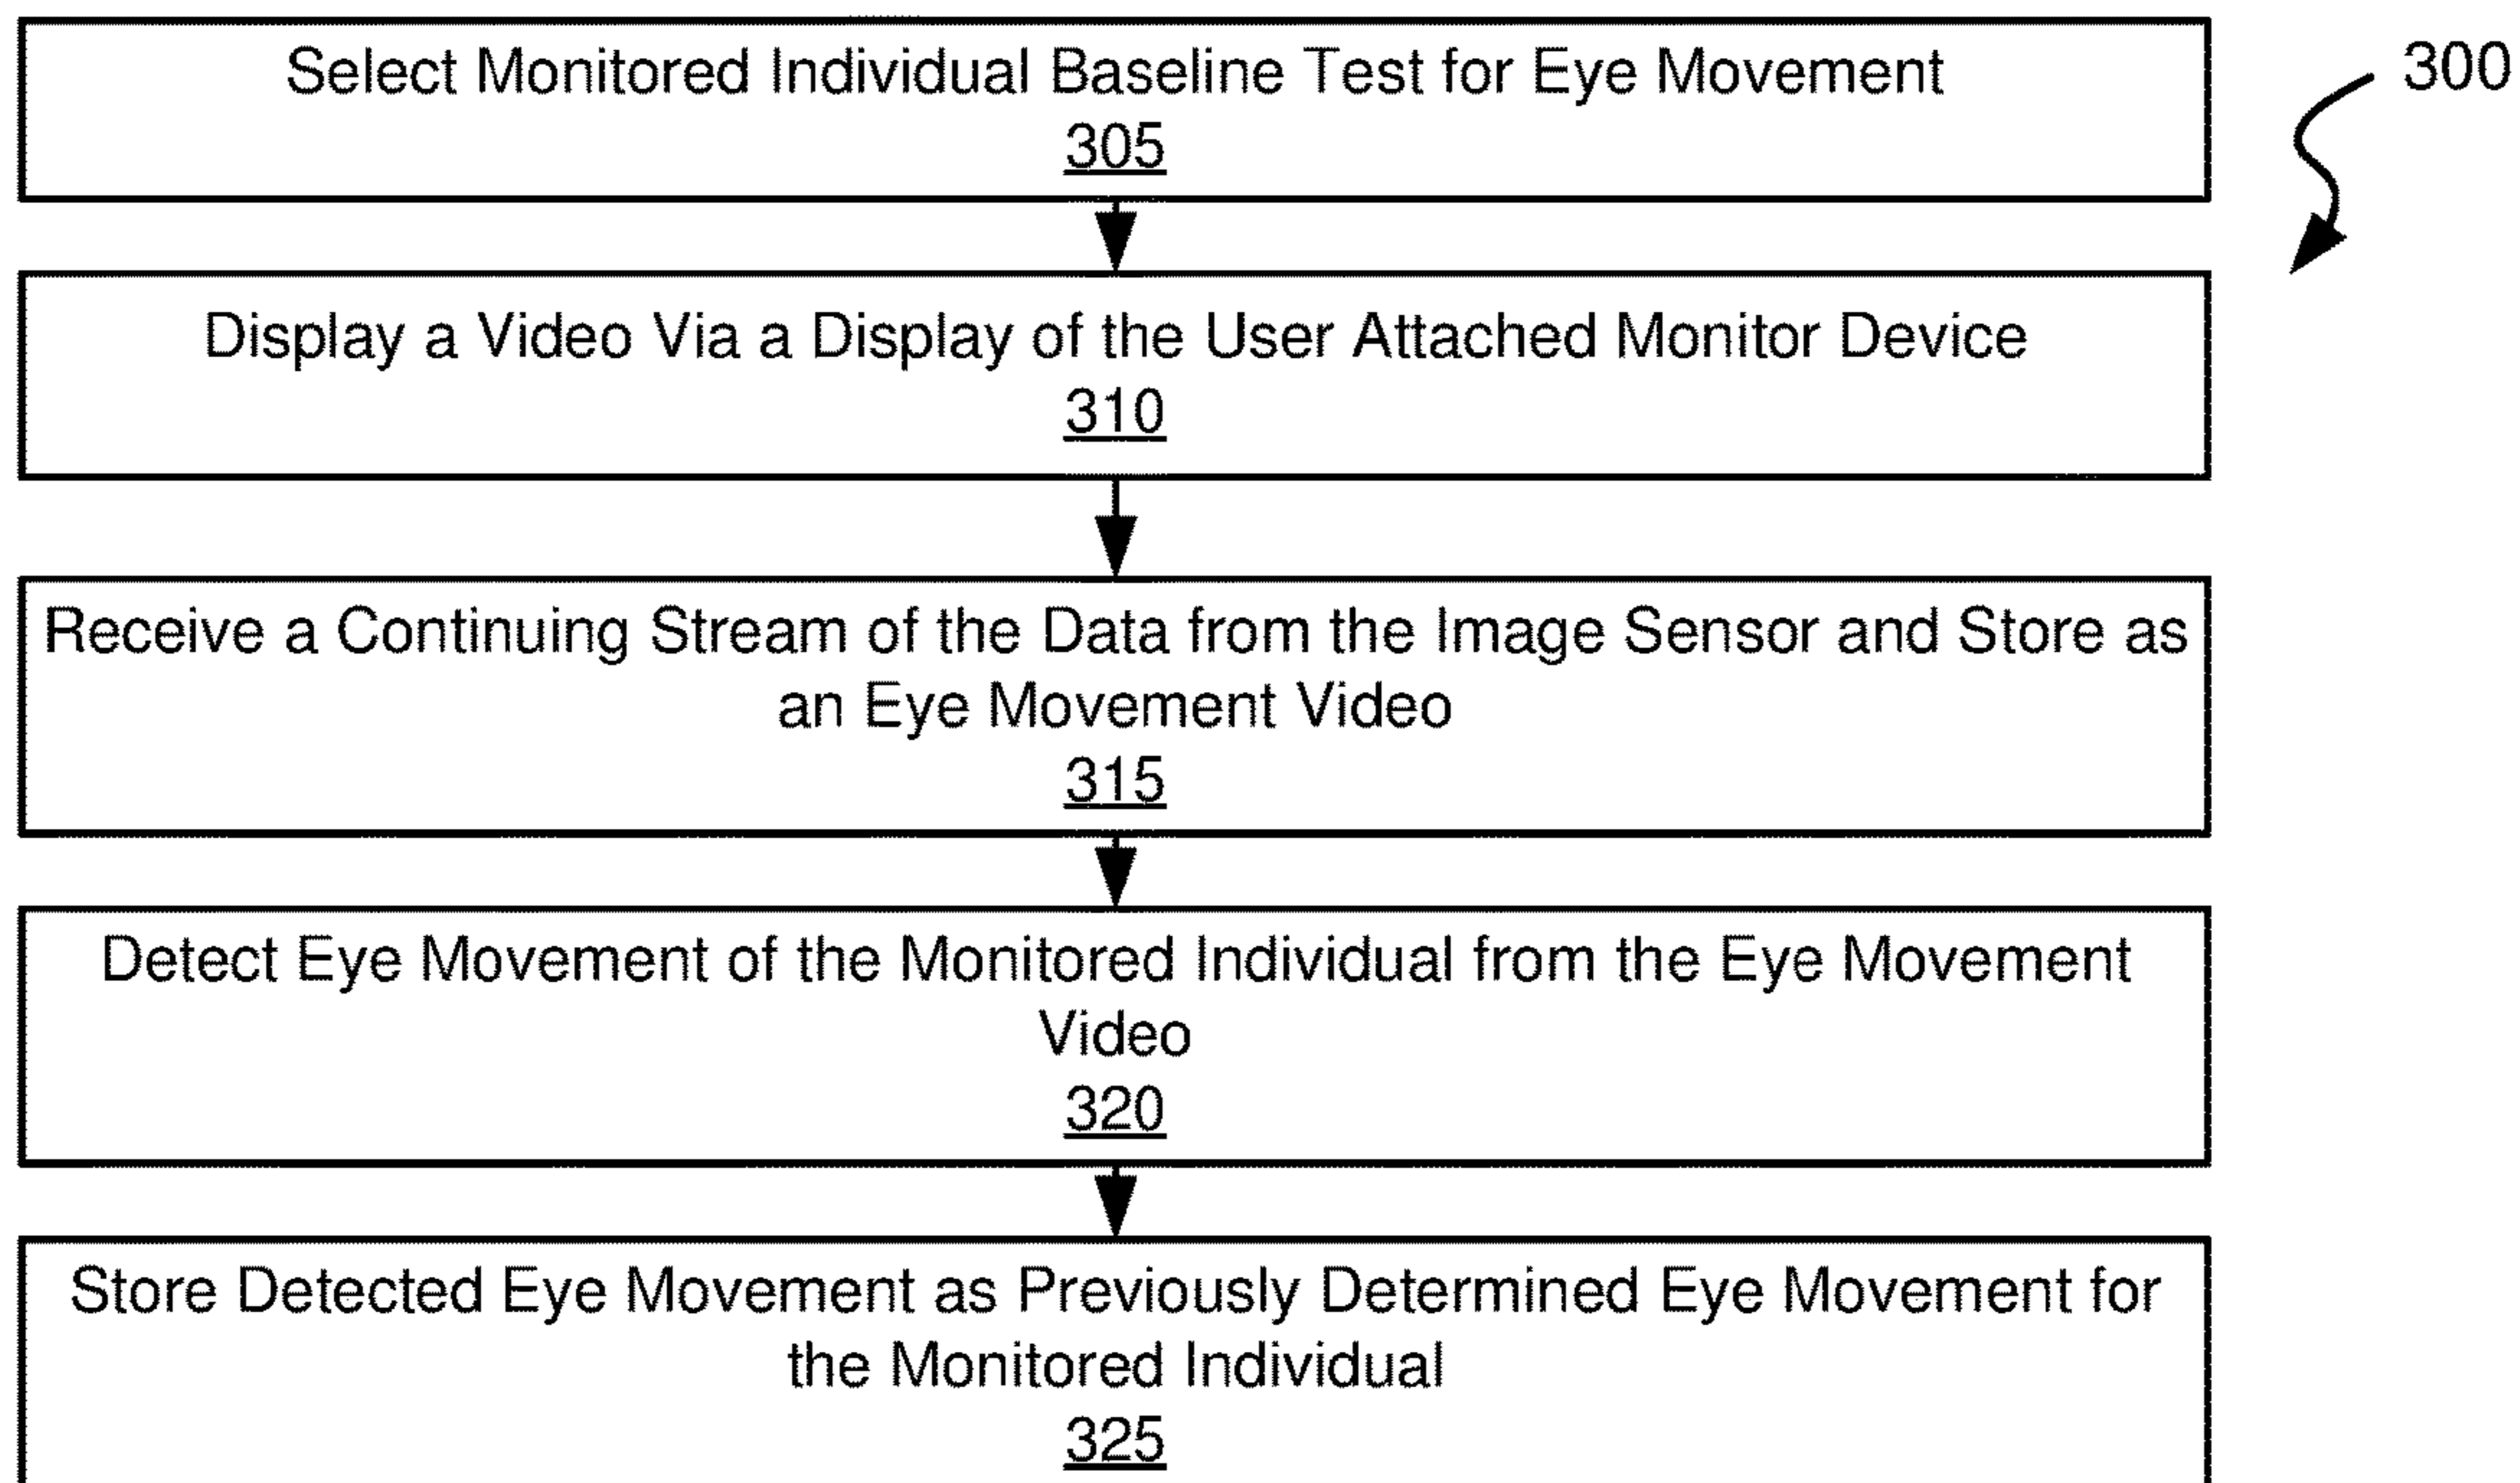 Select Monitored Individual Baseline Test for Eye Movement
305
300
Display a Video Via a Display of the User Attached Monitor Device
310
Receive a Continuing Stream of the Data from the Image Sensor and Store as
an Eye Movement Video
315
Detect Eye Movement of the Monitored Individual from the Eye Movement
Video
320
Store Detected Eye Movement as Previously Determined Eye Movement for
the Monitored Individual
325